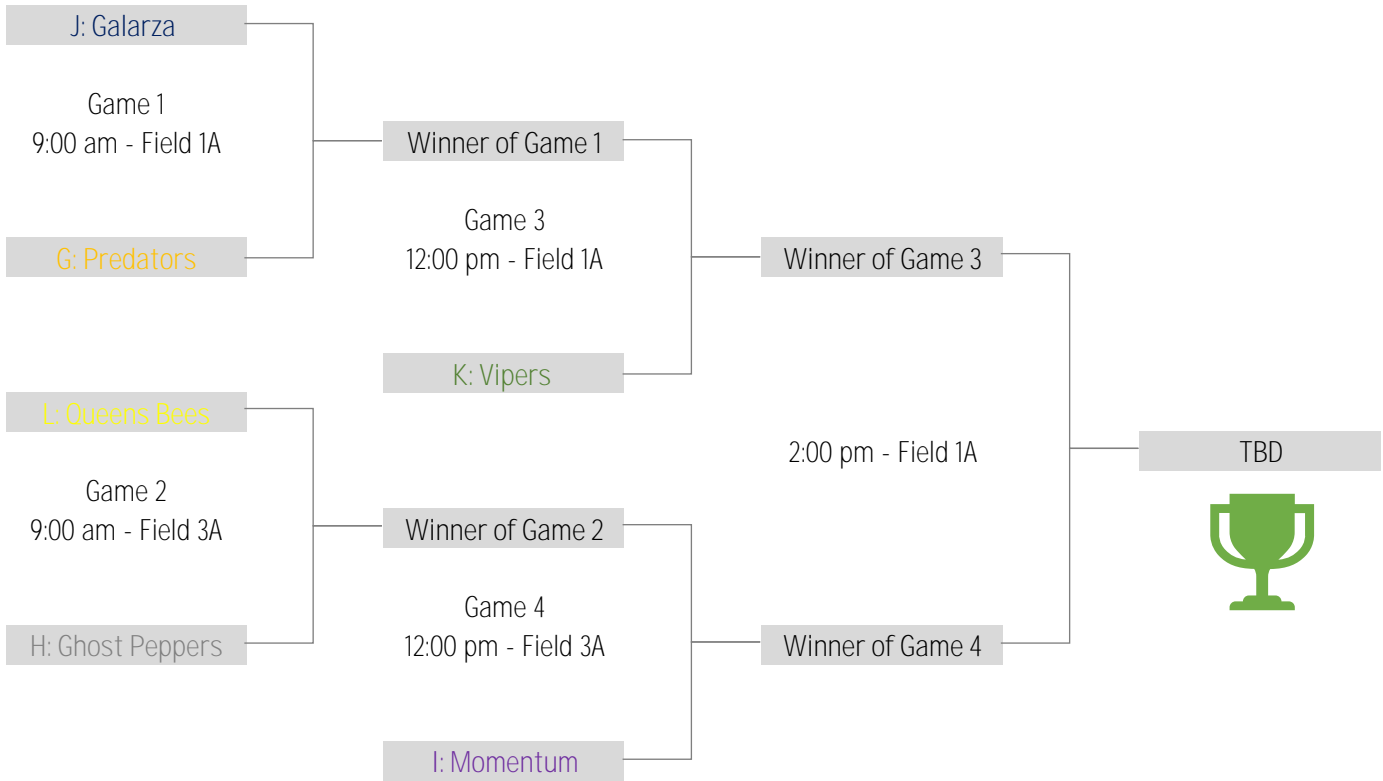 J: Galarza
Game 1
9:00 am - Field 1A
G: Predators
L: Queens Bees
Game 2
9:00 am - Field 3A
H: Ghost Peppers
Winner of Game 1
Game 3
12:00 pm - Field 1A
K: Vipers
Winner of Game 2
Game 4
12:00 pm - Field 3A
I: Momentum
Winner of Game 3
2:00 pm - Field 1A
Winner of Game 4
TBD